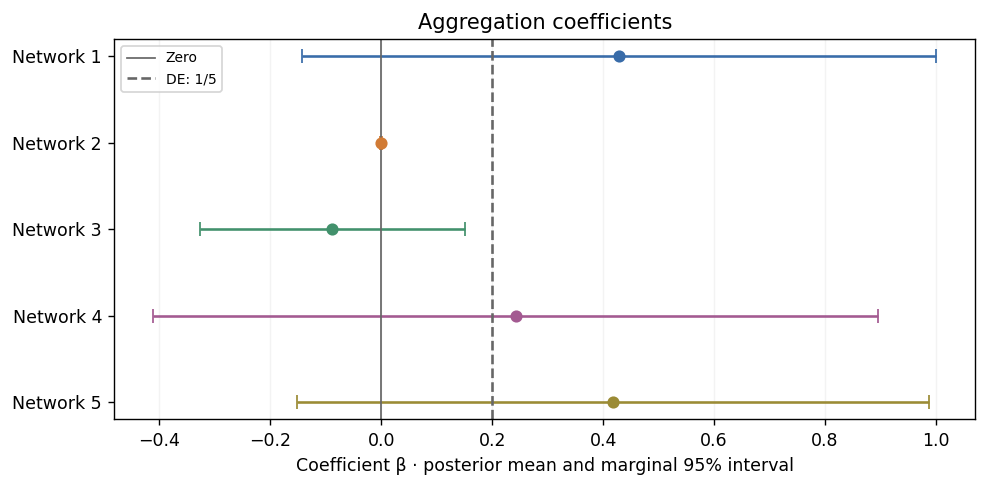 Aggregation coefficients
Zero
DE: 1/5
Network 1
Network 2
Network 3
Network 4
Network 5
−0.4 −0.2 0.0 0.2 0.4 0.6 0.8 1.0
Coefficient β · posterior mean and marginal 95% interval